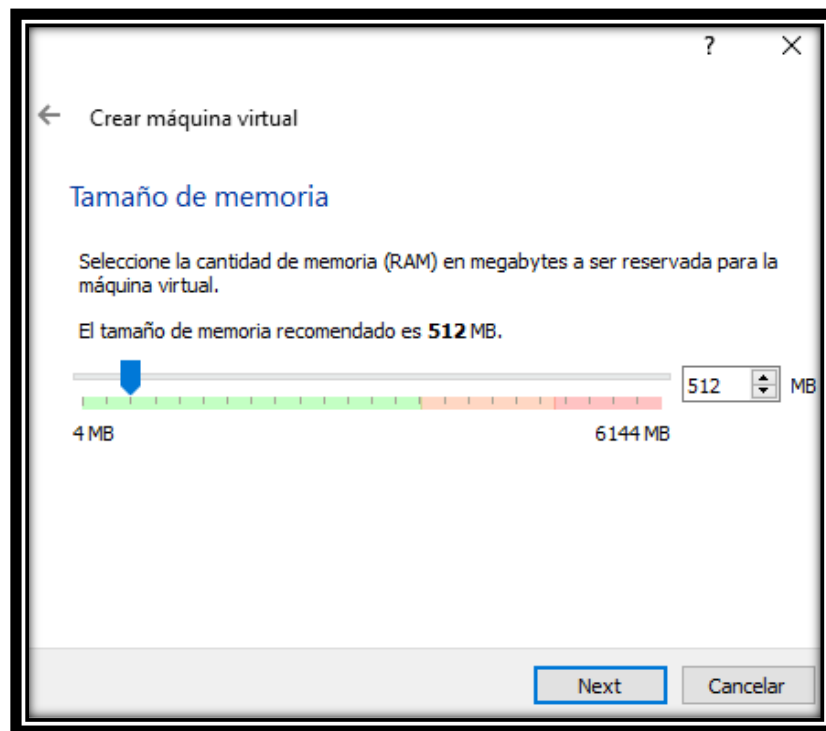 ?
Crear máquina virtual
Tamaño de memoria
Seleccione la cantidad de memoria (RAM) en megabytes a ser reservada para la
máquina virtual.
El tamaño de memoria recomendado es 512 MB.
512 MB
4 MB 6144 MB
Next Cancelar